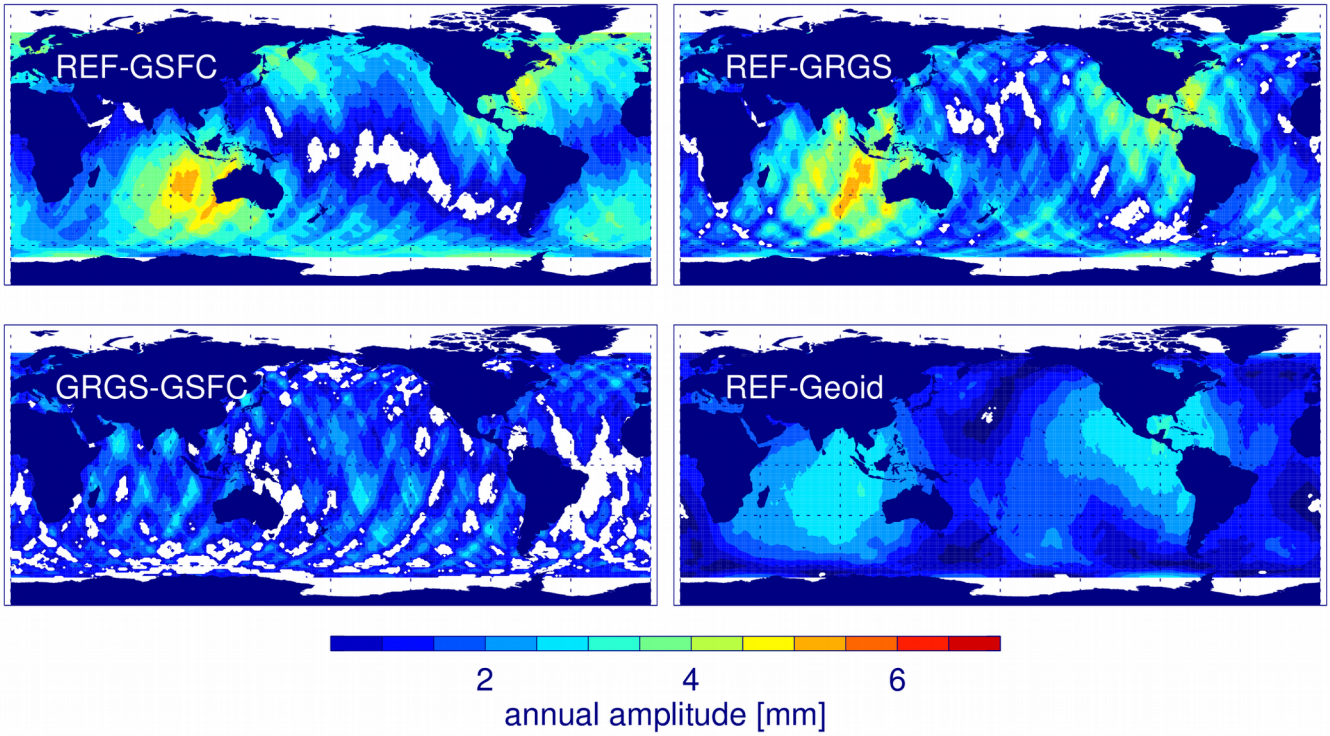 REF-GSFC
REF-GRGS
GRGS-GSFC
REF-Geoid
2 4 6
annual amplitude [mm]